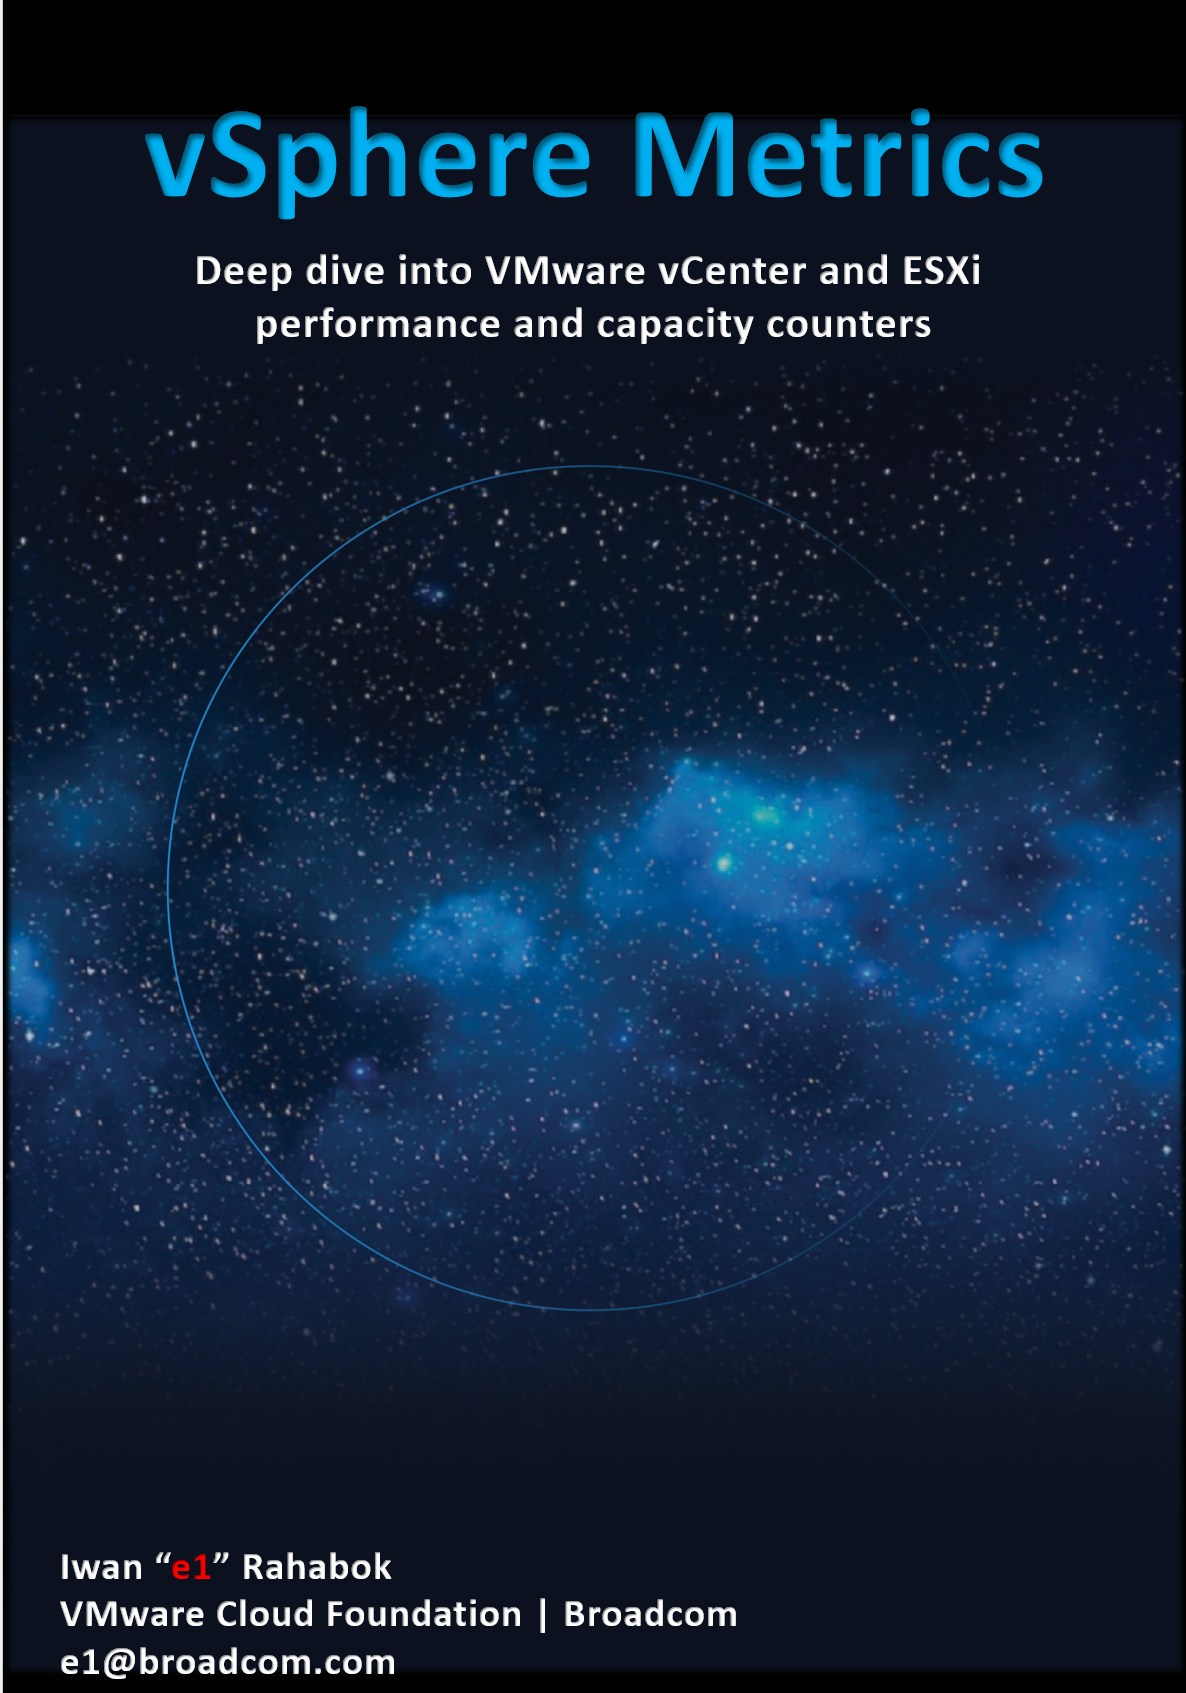 vSphere Metrics
Deep dive into VMware vCenter and ESXi
performance and capacity counters
Iwan “e1” Rahabok
VMware Cloud Foundation | Broadcom
e1@broadcom.com